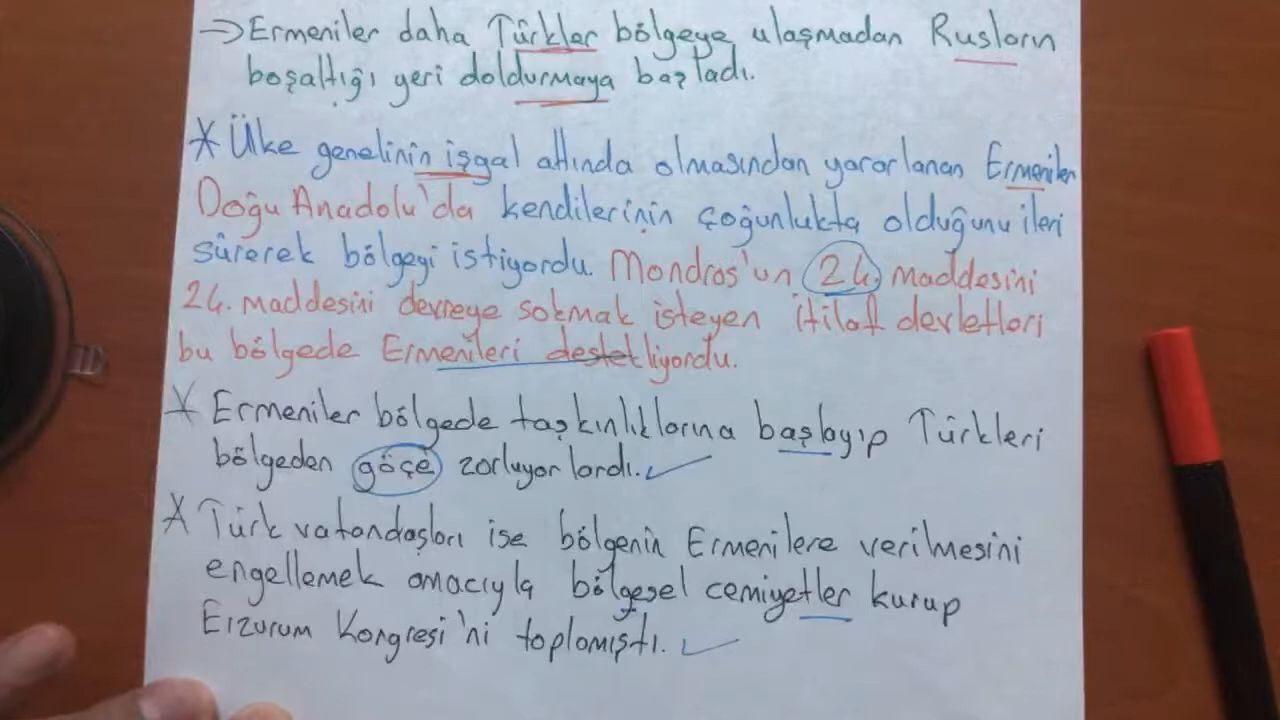 → Ermeniler daha Türkler bölgeye ulaşmadan Rusların
boşalttığı yeri doldurmaya başladı.
* Ülke genelinin işgal altında olmasından yararlanan Ermeniler
Doğu Anadolu'da kendilerinin çoğunlukta olduğunu ileri
sürerek bölgeyi istiyordu. Mondros'un 24 maddesini
24. maddesini devreye sokmak isteyen itilaf devletleri
bu bölgede Ermenileri destekliyordu.
* Ermeniler bölgede taşkınlıklarına başlayıp Türkleri
bölgeden göçe zorluyorlardı.
* Türk vatandaşları ise bölgenin Ermenilere verilmesini
engellemek amacıyla bölgesel cemiyetler kurup
Erzurum Kongresi'ni toplamıştı.